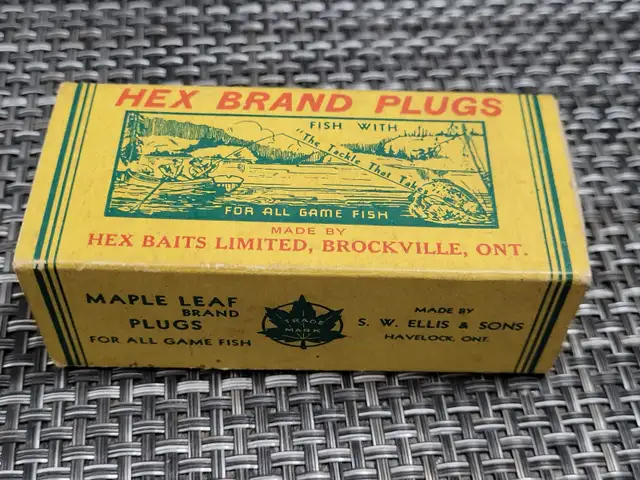 HEX BRAND PLUGS
FISH WITH
"The Tackle That Takes
FOR ALL GAME FISH
MADE BY
HEX BAITS LIMITED, BROCKVILLE, ONT.
MAPLE LEAF
BRAND
PLUGS
FOR ALL GAME FISH
TRADE
MARK
MADE BY
S. W. ELLIS & SONS
HAVELOCK, ONT.